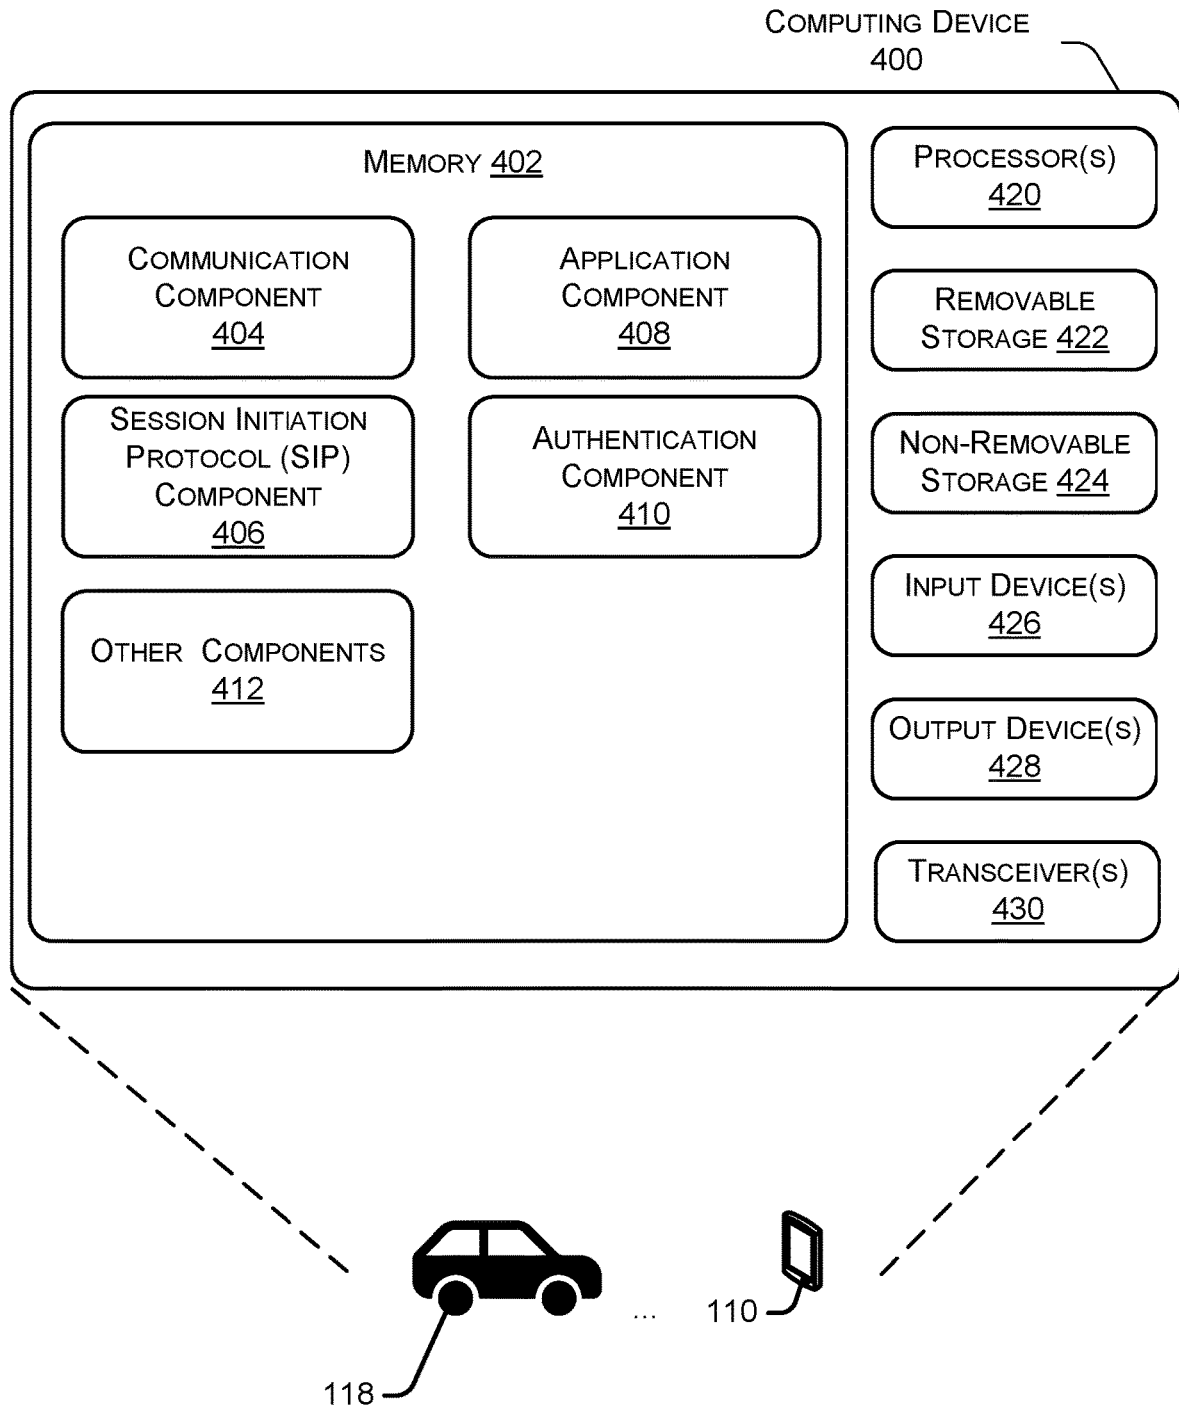 COMPUTING DEVICE
400
MEMORY 402
COMMUNICATION
COMPONENT
404
APPLICATION
COMPONENT
408
SESSION INITIATION
PROTOCOL (SIP)
COMPONENT
406
AUTHENTICATION
COMPONENT
410
OTHER COMPONENTS
412
PROCESSOR(S)
420
REMOVABLE
STORAGE 422
NON-REMOVABLE
STORAGE 424
INPUT DEVICE(S)
426
OUTPUT DEVICE(S)
428
TRANSCEIVER(S)
430
...
110
118